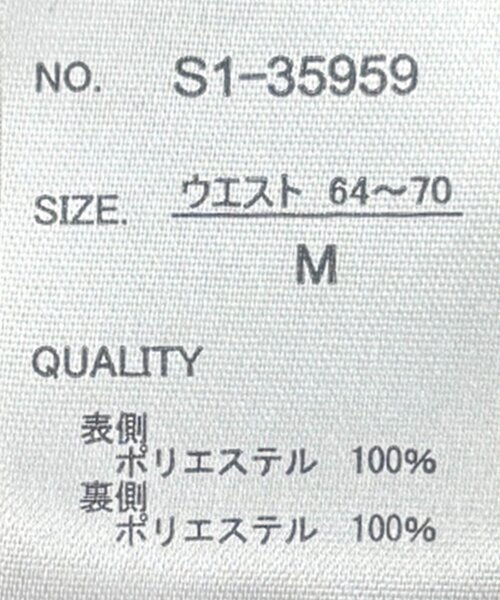 NO. S1-35959
SIZE. ウエスト 64～70
M
QUALITY
表側
ポリエステル 100%
裏側
ポリエステル 100%